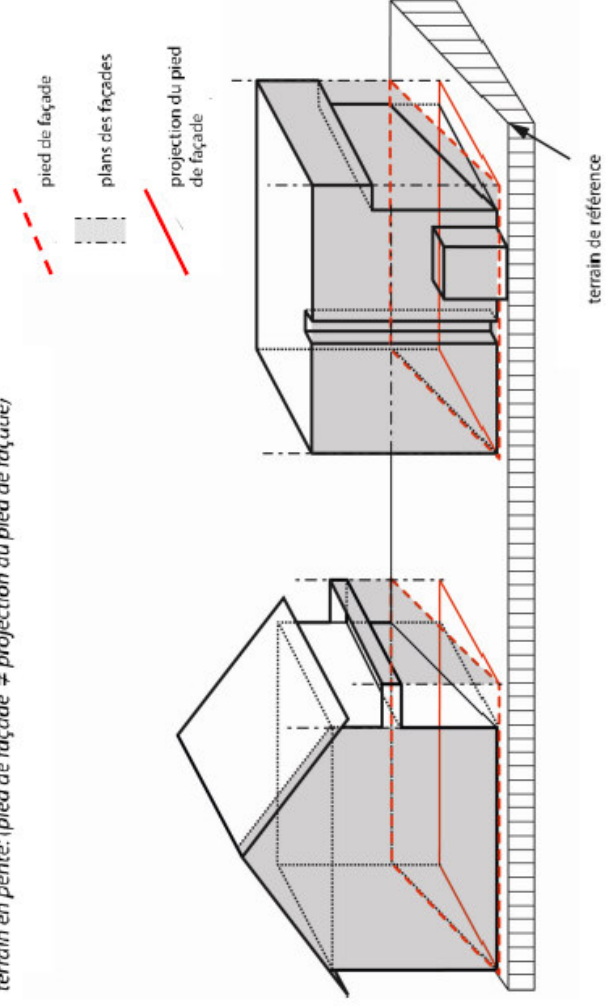 terrain en pente: (pied de façade ≠ projection du pied de façade)
pied de façade
plans des façades
projection du pied
de façade
terrain de référence